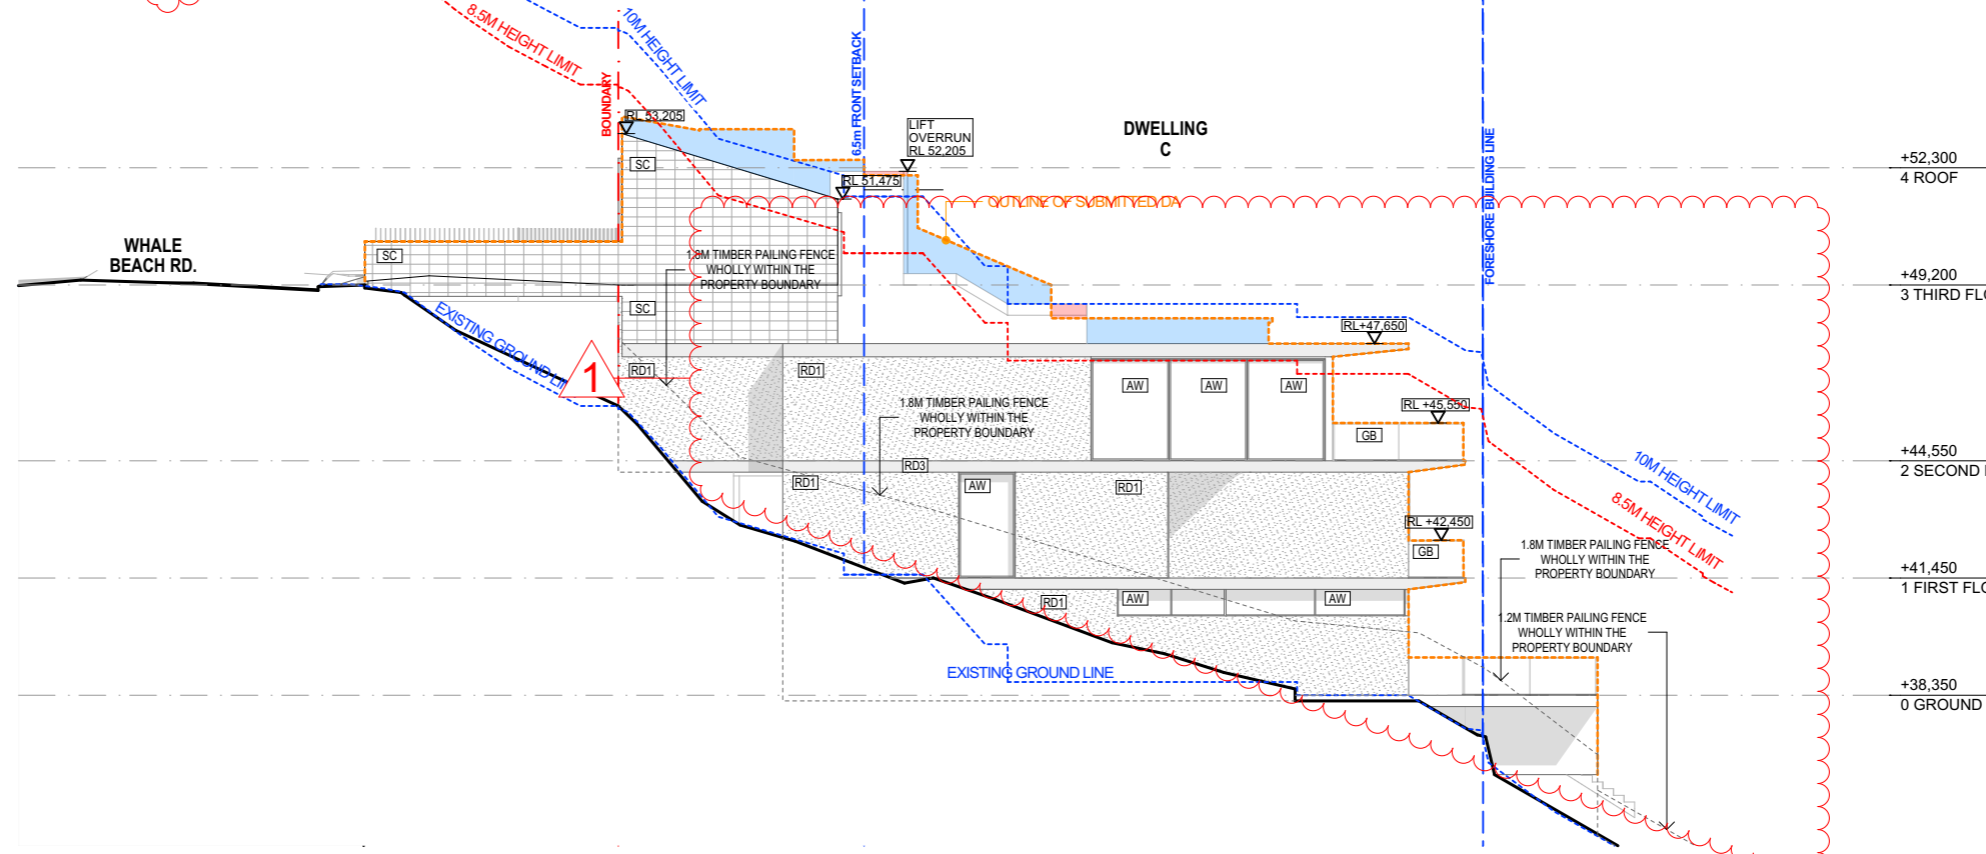 8.5M HEIGHT LIMIT
10M HEIGHT LIMIT
BOUNDARY
6.5m FRONT SETBACK
FORESHORE BUILDING LINE
RL 53,205
LIFT
OVERRUN
RL 52,205
DWELLING
C
+52,300
4 ROOF
SC
RL 51,475
OUTLINE OF SUBMITTED DA
WHALE
BEACH RD.
SC
1.8M TIMBER PAILING FENCE
WHOLLY WITHIN THE
PROPERTY BOUNDARY
+49,200
3 THIRD FLO
SC
EXISTING GROUND LI
RL+47,650
1
RD1
RD1
AW
AW
AW
1.8M TIMBER PAILING FENCE
WHOLLY WITHIN THE
PROPERTY BOUNDARY
RL +45,550
GB
+44,550
2 SECOND
RD3
RD1
AW
RD1
10M HEIGHT LIMIT
8.5M HEIGHT LIMIT
RL +42,450
GB
1.8M TIMBER PAILING FENCE
WHOLLY WITHIN THE
PROPERTY BOUNDARY
+41,450
1 FIRST FLO
RD1
AW
AW
1.2M TIMBER PAILING FENCE
WHOLLY WITHIN THE
PROPERTY BOUNDARY
EXISTING GROUND LINE
+38,350
0 GROUND